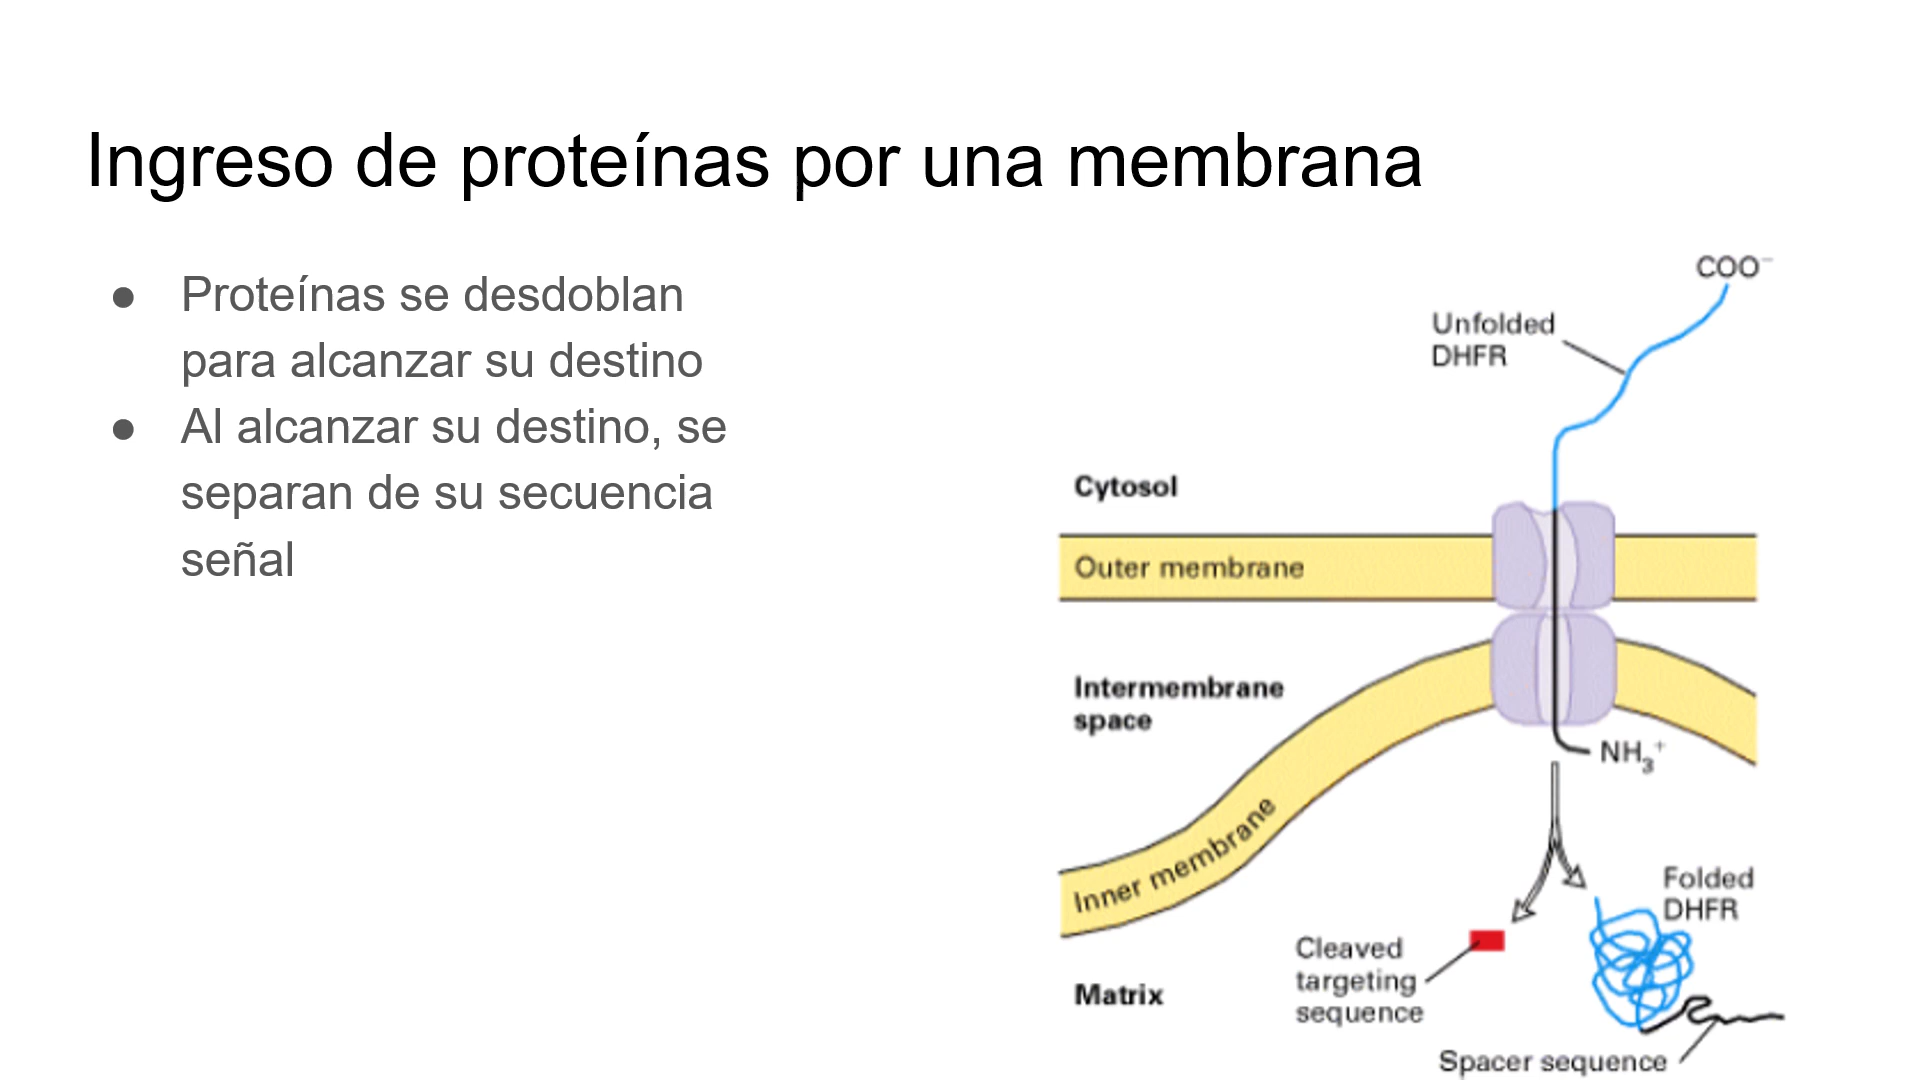 Ingreso de proteínas por una membrana
● Proteínas se desdoblan
para alcanzar su destino
● Al alcanzar su destino, se
separan de su secuencia
señal
COO⁻
Unfolded
DHFR
Cytosol
Outer membrane
Intermembrane
space
NH₃⁺
Inner membrane
Folded
DHFR
Cleaved
targeting
sequence
Matrix
Spacer sequence